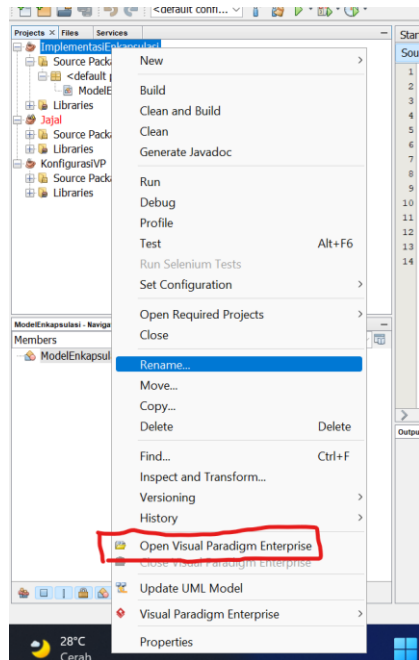 <default conf...
Projects
Files
Services
ImplementasiEnkapsulasi
Source Packa
<default p
ModelE
Libraries
Jajal
Source Packa
Libraries
KonfigurasiVP
Source Packa
Libraries
ModelEnkapsulasi - Naviga
Members
ModelEnkapsul
New
Build
Clean and Build
Clean
Generate Javadoc
Run
Debug
Profile
Test Alt+F6
Run Selenium Tests
Set Configuration
Open Required Projects
Close
Rename...
Move...
Copy...
Delete Delete
Find... Ctrl+F
Inspect and Transform...
Versioning
History
Open Visual Paradigm Enterprise
Close Visual Paradigm Enterprise
Update UML Model
Visual Paradigm Enterprise
Properties
Star
Sou
1
2
3
4
5
6
7
8
9
10
11
12
13
14
Outpu
28°C
Cerah